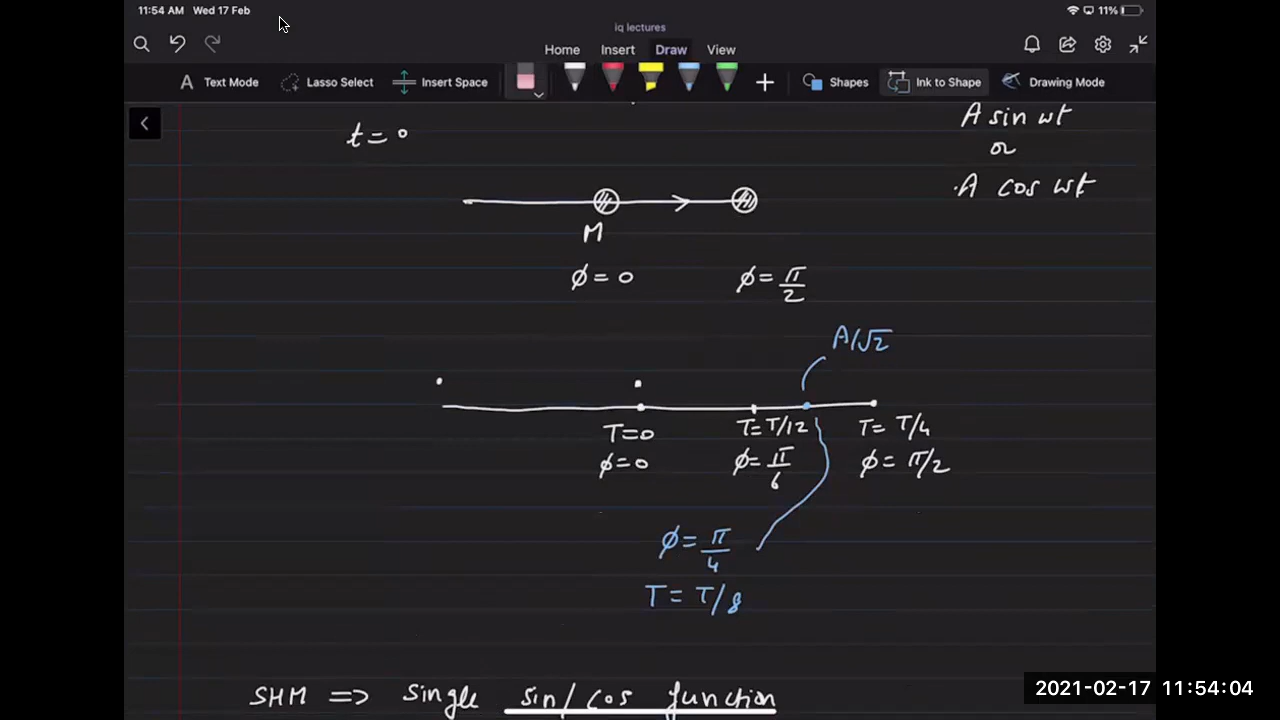 11:54 AM Wed 17 Feb
11%
iq lectures
Home Insert Draw View
Text Mode Lasso Select Insert Space Shapes Ink to Shape Drawing Mode
t = 0
A sin wt
or
A cos wt
M
φ = 0 φ = π/2
A/√2
T=0 T= T/12 T= T/4
φ=0 φ= π/6 φ= π/2
φ= π/4
T= T/8
SHM => single sin/cos function
2021-02-17 11:54:04